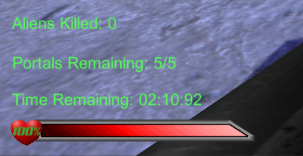 Aliens Killed: 0
Portals Remaining: 5/5
Time Remaining: 02:10:92
100%